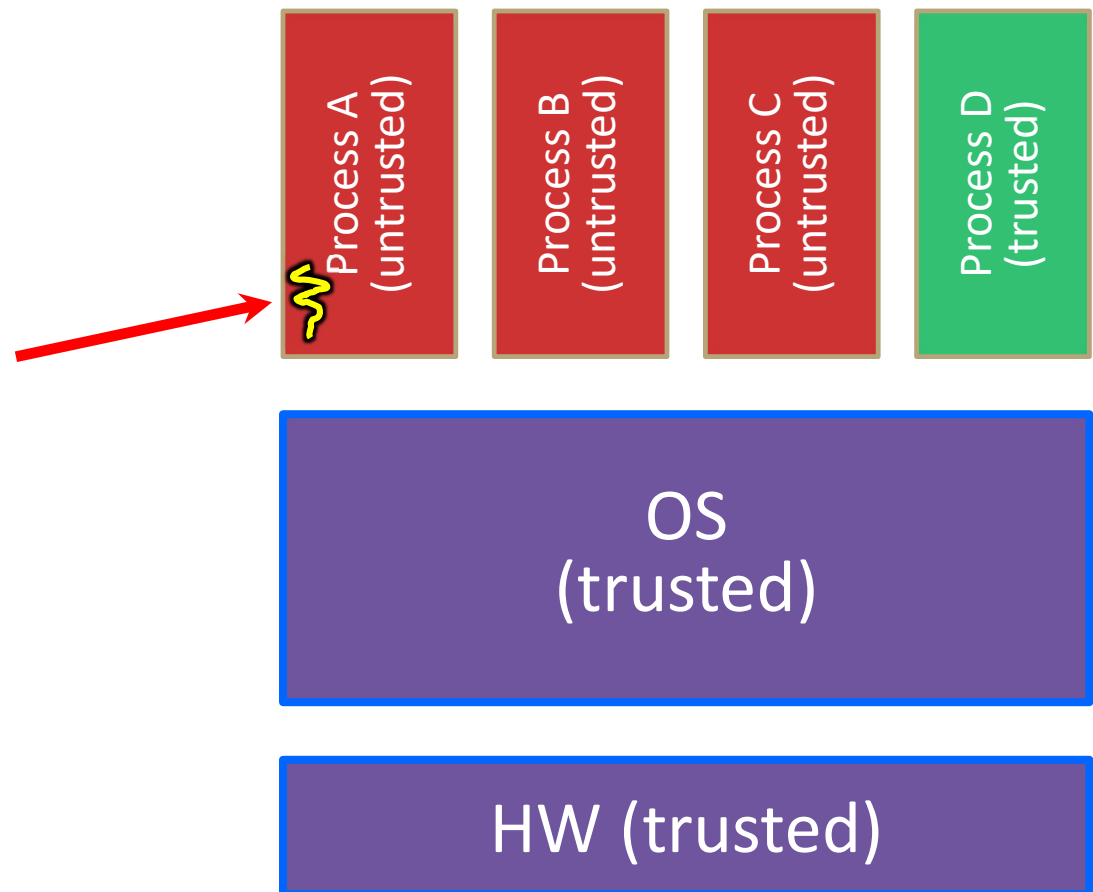 Process A
(untrusted)
Process B
(untrusted)
Process C
(untrusted)
Process D
(trusted)
OS
(trusted)
HW (trusted)